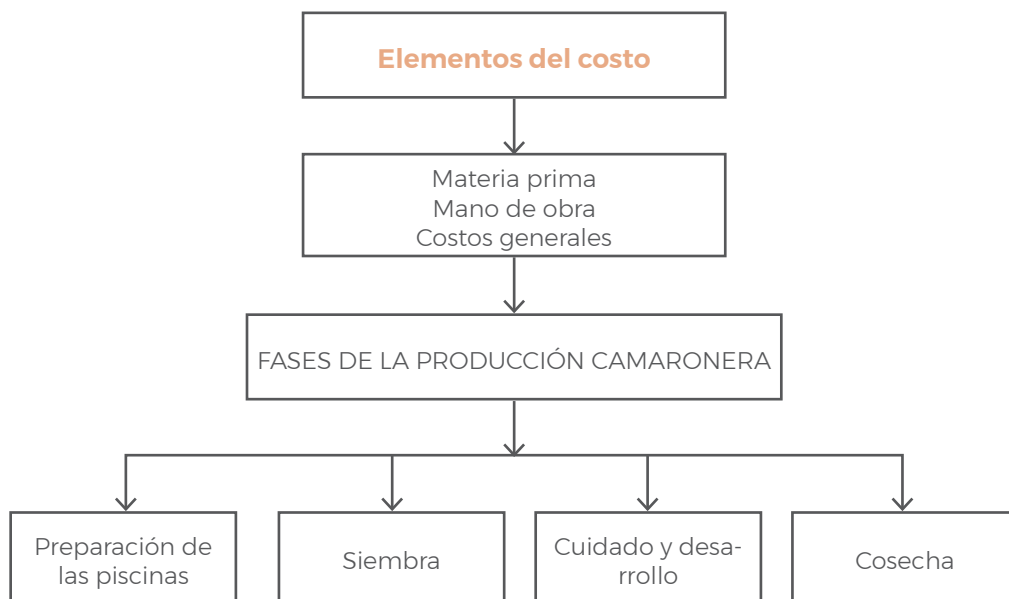 Elementos del costo
Materia prima
Mano de obra
Costos generales
FASES DE LA PRODUCCIÓN CAMARONERA
Preparación de
las piscinas
Siembra
Cuidado y desa-
rrollo
Cosecha